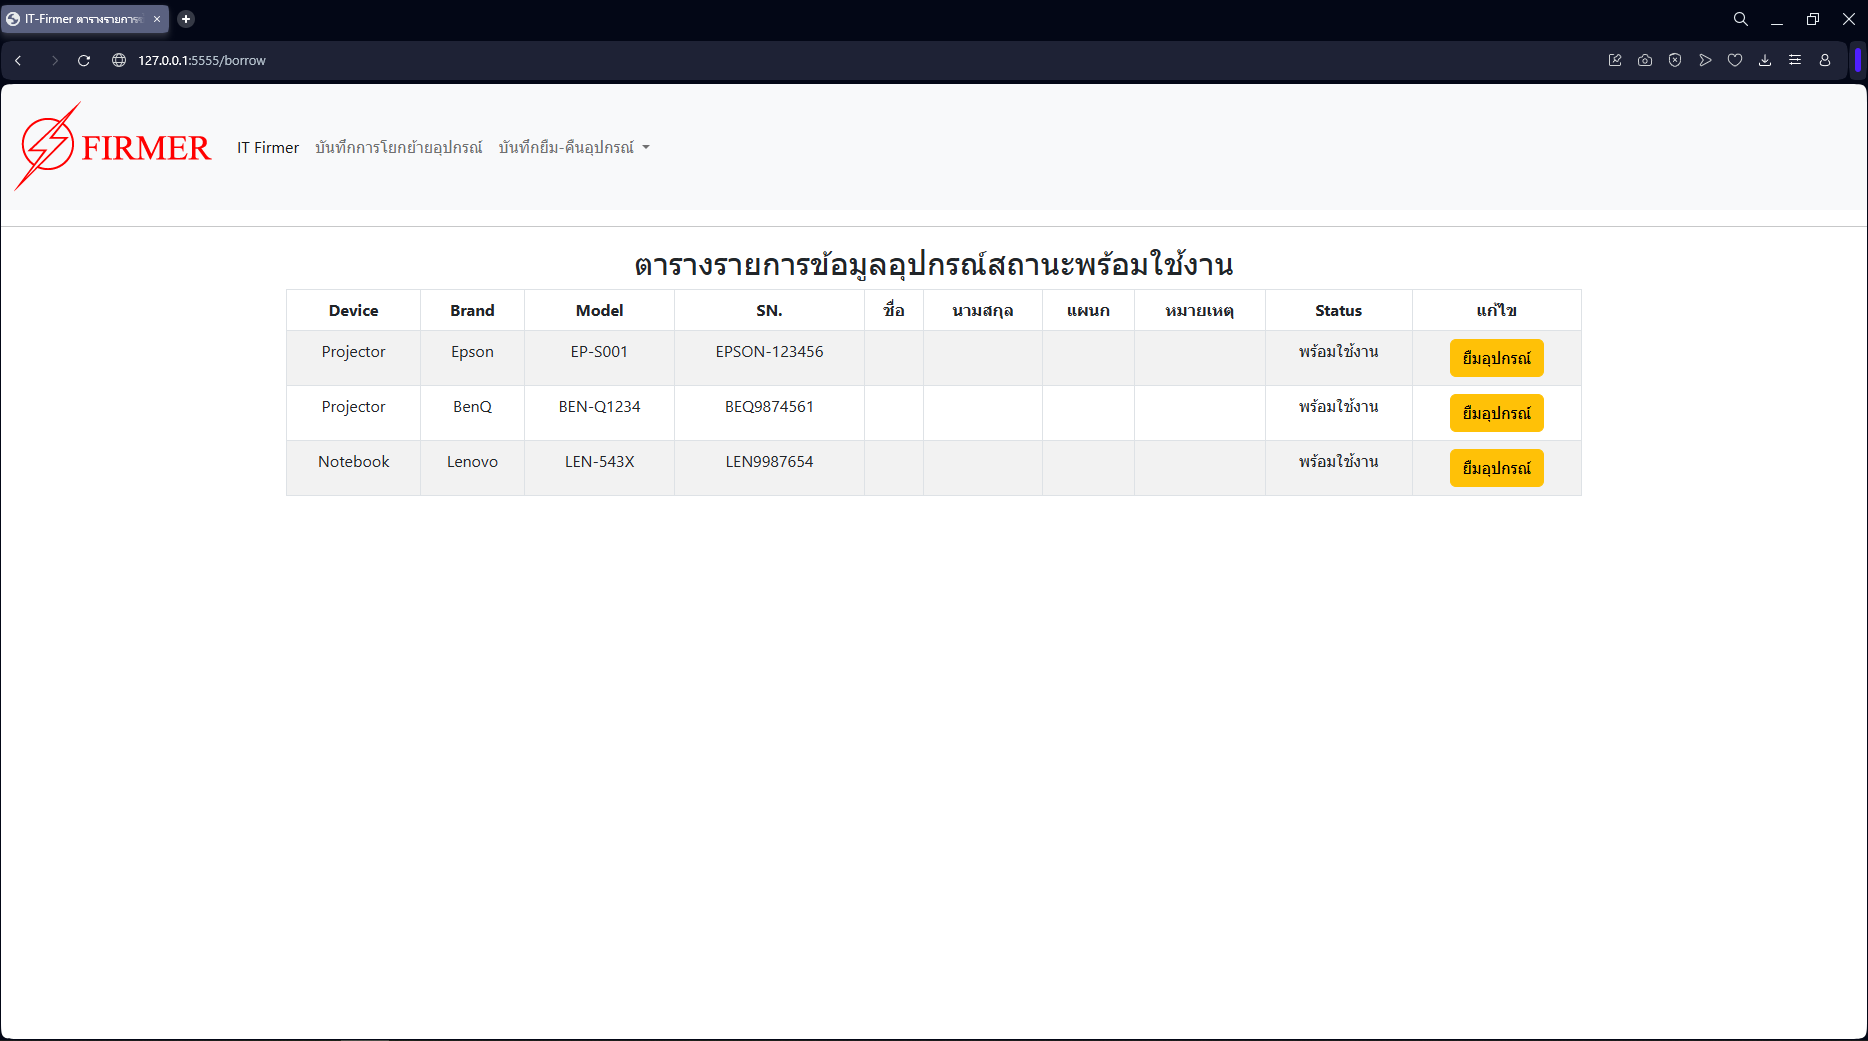 IT-Firmer ตารางรายการ
127.0.0.1:5555/borrow
FIRMER
IT Firmer บันทึกการโยกย้ายอุปกรณ์ บันทึกยืม-คืนอุปกรณ์
ตารางรายการข้อมูลอุปกรณ์สถานะพร้อมใช้งาน
Device Brand Model SN. ชื่อ นามสกุล แผนก หมายเหตุ Status แก้ไข
Projector Epson EP-S001 EPSON-123456 พร้อมใช้งาน ยืมอุปกรณ์
Projector BenQ BEN-Q1234 BEQ9874561 พร้อมใช้งาน ยืมอุปกรณ์
Notebook Lenovo LEN-543X LEN9987654 พร้อมใช้งาน ยืมอุปกรณ์